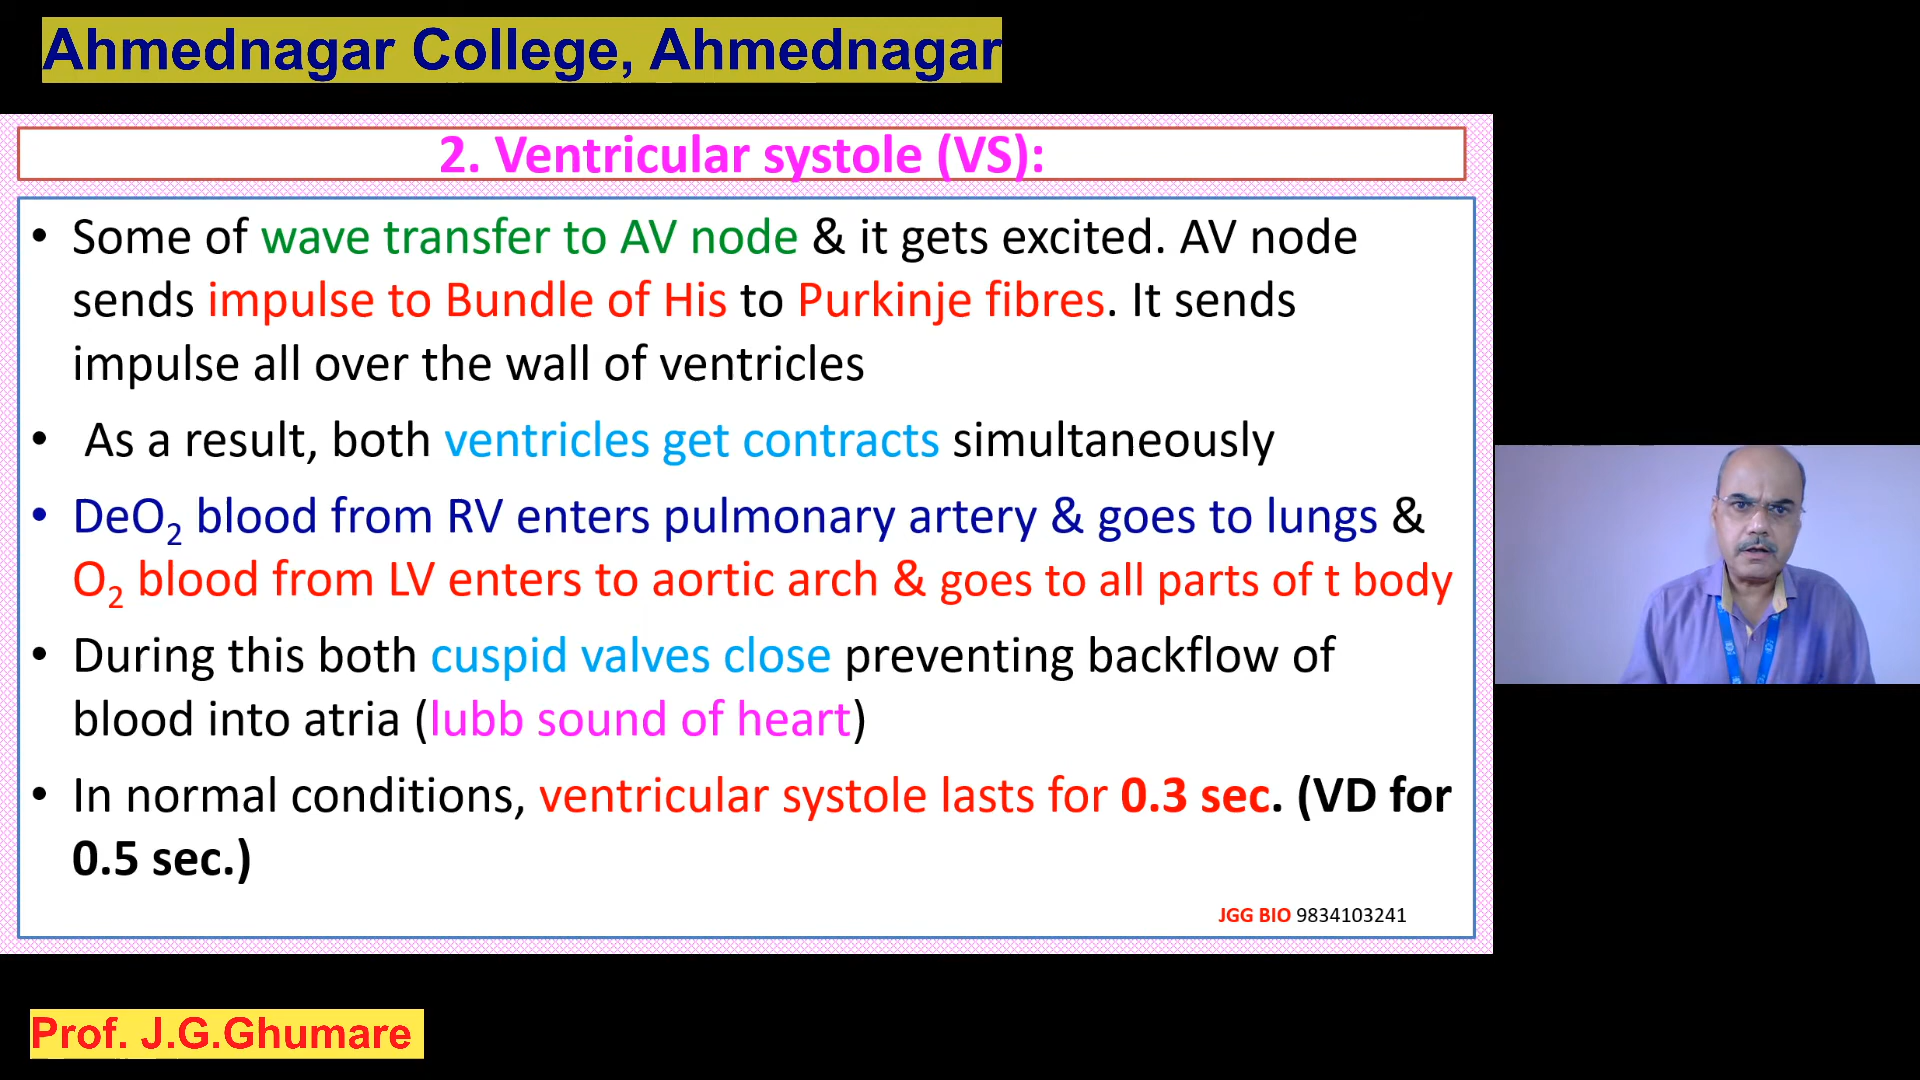 Ahmednagar College, Ahmednagar
2. Ventricular systole (VS):
• Some of wave transfer to AV node & it gets excited. AV node
sends impulse to Bundle of His to Purkinje fibres. It sends
impulse all over the wall of ventricles
• As a result, both ventricles get contracts simultaneously
• DeO₂ blood from RV enters pulmonary artery & goes to lungs &
O₂ blood from LV enters to aortic arch & goes to all parts of t body
• During this both cuspid valves close preventing backflow of
blood into atria (lubb sound of heart)
• In normal conditions, ventricular systole lasts for 0.3 sec. (VD for
0.5 sec.)
JGG BIO 9834103241
Prof. J.G.Ghumare